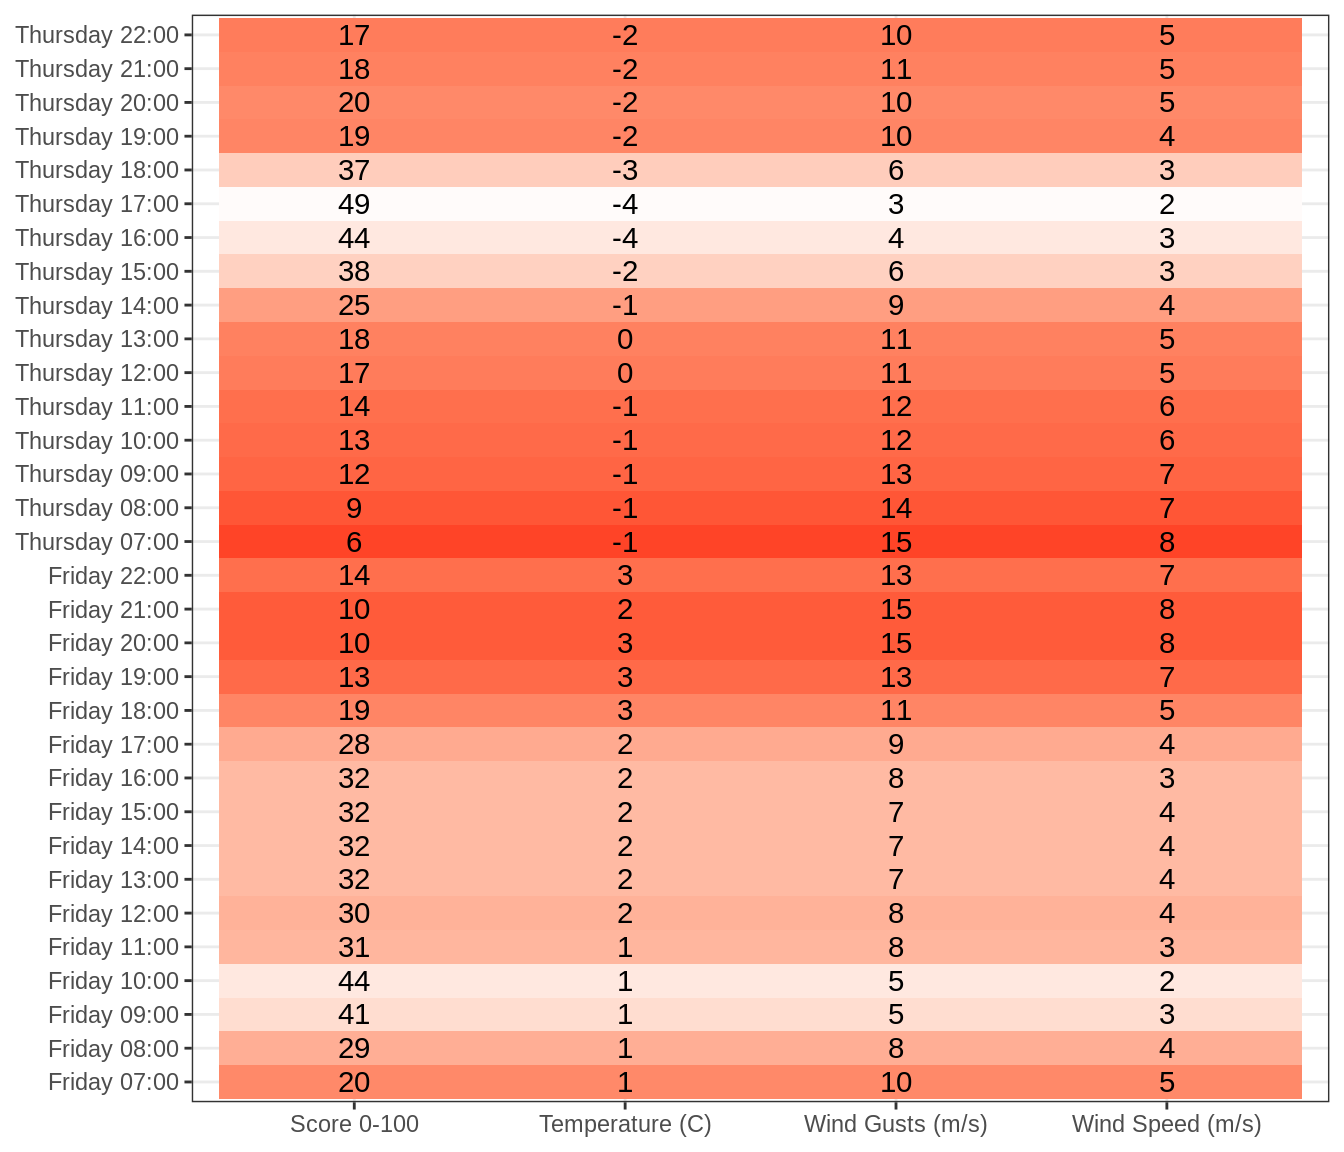 Thursday 22:00 17 -2 10 5
Thursday 21:00 18 -2 11 5
Thursday 20:00 20 -2 10 5
Thursday 19:00 19 -2 10 4
Thursday 18:00 37 -3 6 3
Thursday 17:00 49 -4 3 2
Thursday 16:00 44 -4 4 3
Thursday 15:00 38 -2 6 3
Thursday 14:00 25 -1 9 4
Thursday 13:00 18 0 11 5
Thursday 12:00 17 0 11 5
Thursday 11:00 14 -1 12 6
Thursday 10:00 13 -1 12 6
Thursday 09:00 12 -1 13 7
Thursday 08:00 9 -1 14 7
Thursday 07:00 6 -1 15 8
Friday 22:00 14 3 13 7
Friday 21:00 10 2 15 8
Friday 20:00 10 3 15 8
Friday 19:00 13 3 13 7
Friday 18:00 19 3 11 5
Friday 17:00 28 2 9 4
Friday 16:00 32 2 8 3
Friday 15:00 32 2 7 4
Friday 14:00 32 2 7 4
Friday 13:00 32 2 7 4
Friday 12:00 30 2 8 4
Friday 11:00 31 1 8 3
Friday 10:00 44 1 5 2
Friday 09:00 41 1 5 3
Friday 08:00 29 1 8 4
Friday 07:00 20 1 10 5
Score 0-100 Temperature (C) Wind Gusts (m/s) Wind Speed (m/s)